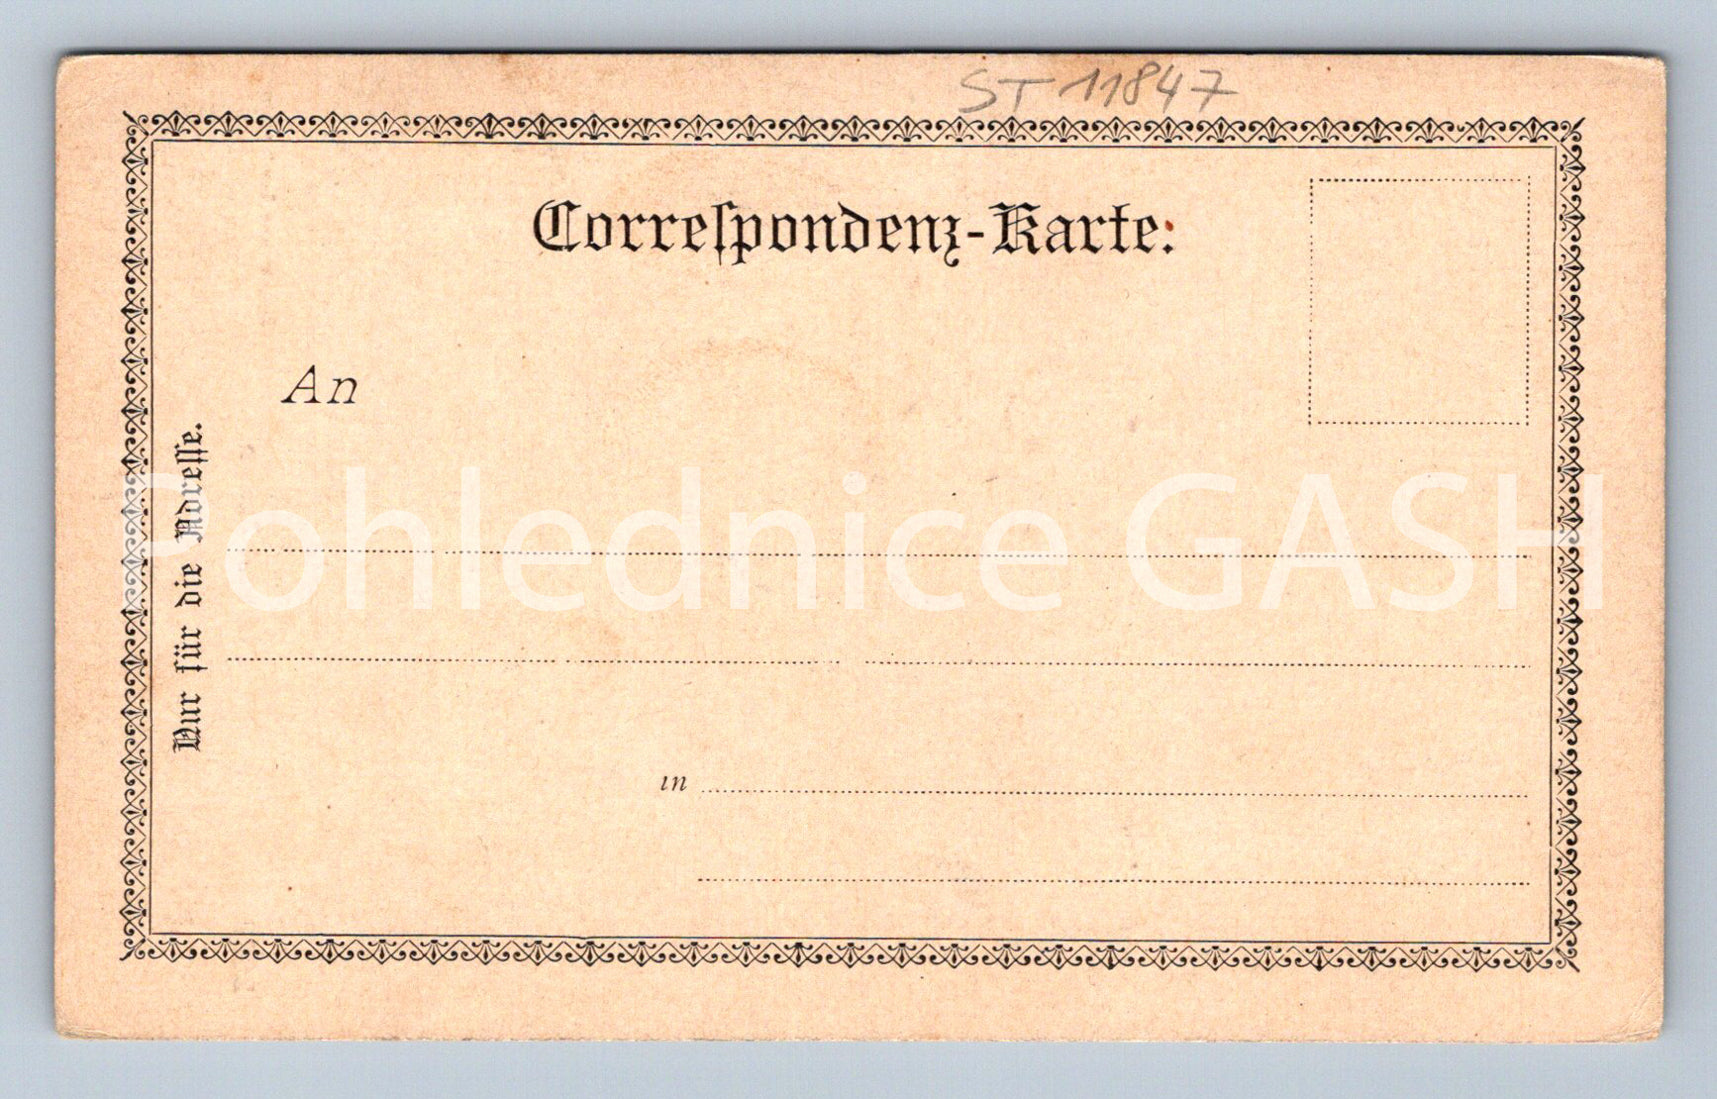 ST 11847
Correſpondenz-Karte:
An
Nur für die Adreſſe.
Pohlednice GASH
in